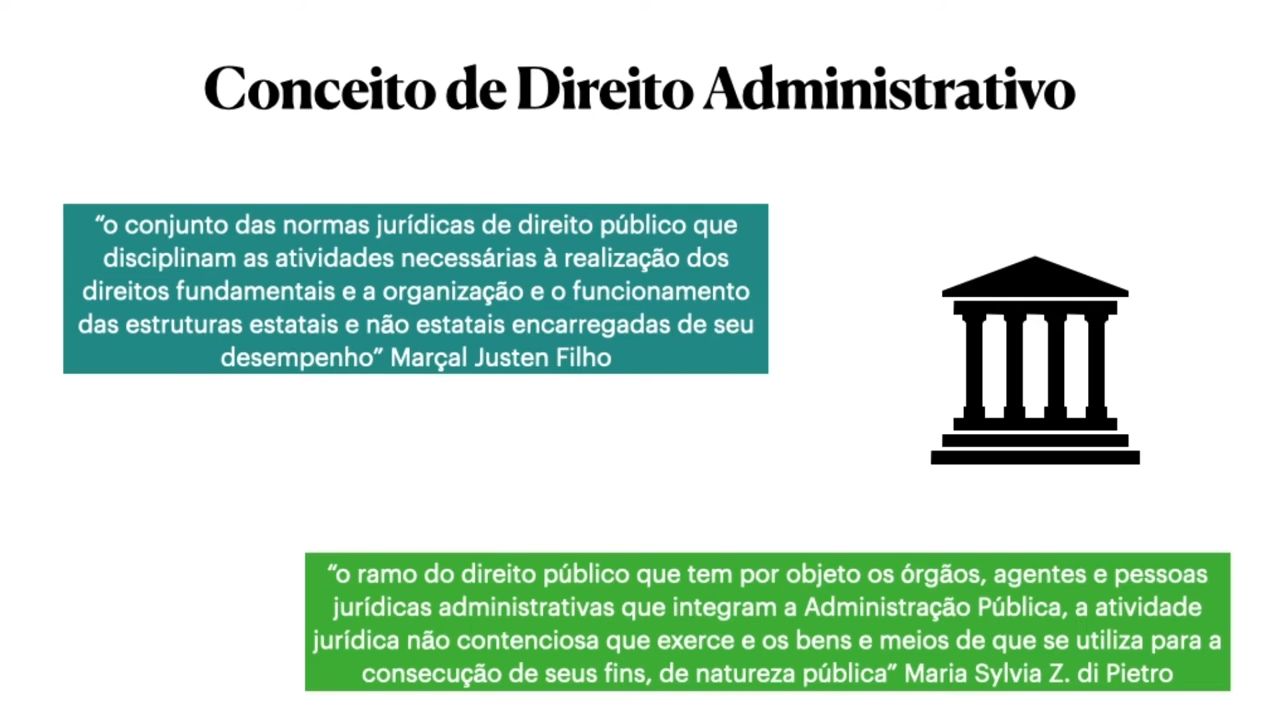 Conceito de Direito Administrativo
“o conjunto das normas jurídicas de direito público que
disciplinam as atividades necessárias à realização dos
direitos fundamentais e a organização e o funcionamento
das estruturas estatais e não estatais encarregadas de seu
desempenho” Marçal Justen Filho
“o ramo do direito público que tem por objeto os órgãos, agentes e pessoas
jurídicas administrativas que integram a Administração Pública, a atividade
jurídica não contenciosa que exerce e os bens e meios de que se utiliza para a
consecução de seus fins, de natureza pública” Maria Sylvia Z. di Pietro